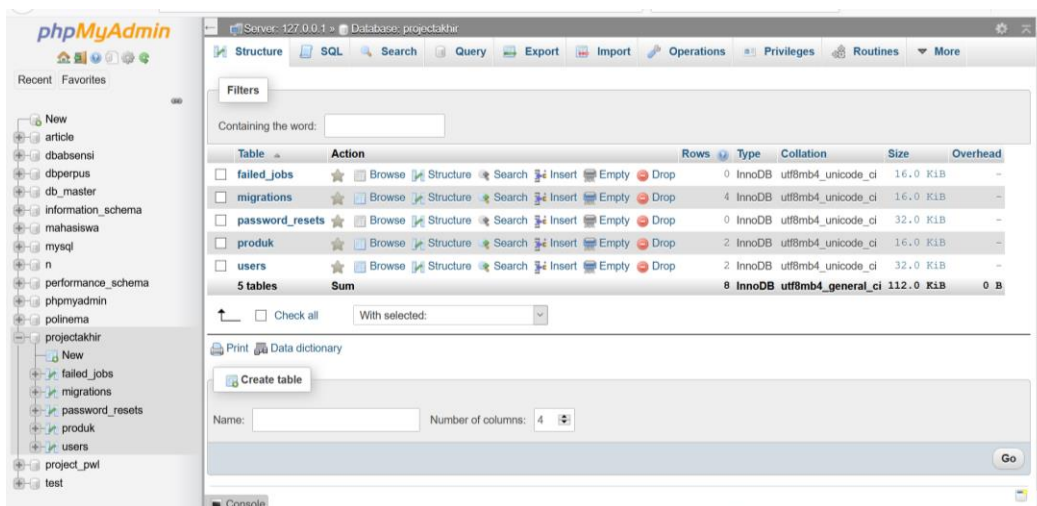 phpMyAdmin
Recent Favorites
New
article
dbabsensi
dbperpus
db_master
information_schema
mahasiswa
mysql
n
performance_schema
phpmyadmin
polinema
projectakhir
New
failed_jobs
migrations
password_resets
produk
users
project_pwl
test
Server: 127.0.0.1 » Database: projectakhir
Structure SQL Search Query Export Import Operations Privileges Routines More
Filters
Containing the word:
Table Action Rows Type Collation Size Overhead
failed_jobs Browse Structure Search Insert Empty Drop 0 InnoDB utf8mb4_unicode_ci 16.0 KiB -
migrations Browse Structure Search Insert Empty Drop 4 InnoDB utf8mb4_unicode_ci 16.0 KiB -
password_resets Browse Structure Search Insert Empty Drop 0 InnoDB utf8mb4_unicode_ci 32.0 KiB -
produk Browse Structure Search Insert Empty Drop 2 InnoDB utf8mb4_unicode_ci 16.0 KiB -
users Browse Structure Search Insert Empty Drop 2 InnoDB utf8mb4_unicode_ci 32.0 KiB -
5 tables Sum 8 InnoDB utf8mb4_general_ci 112.0 KiB 0 B
Check all With selected:
Print Data dictionary
Create table
Name: Number of columns: 4
Go
Console